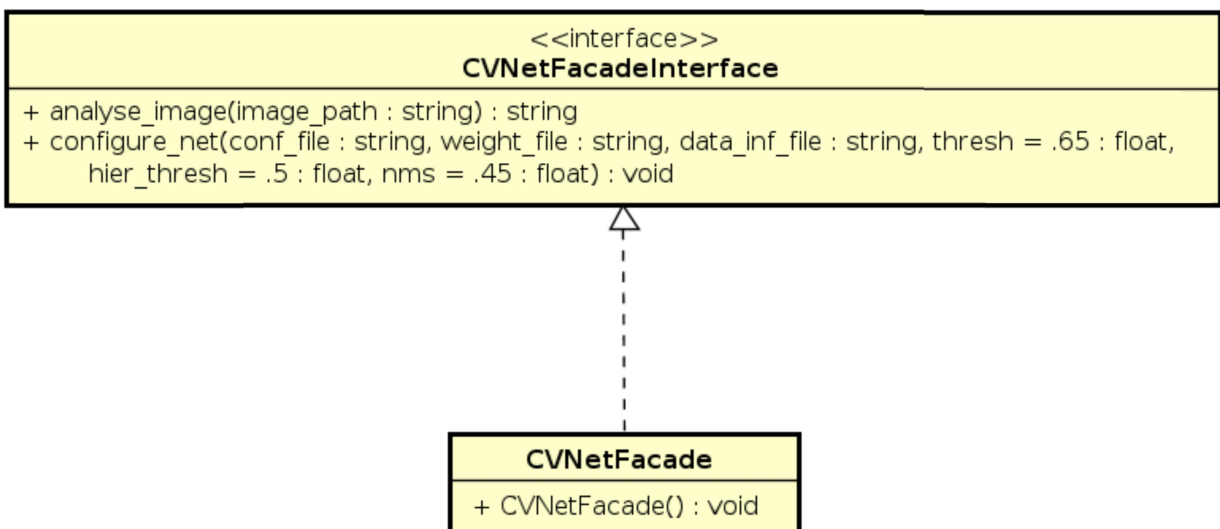 <<interface>>
CVNetFacadeInterface
+ analyse_image(image_path : string) : string
+ configure_net(conf_file : string, weight_file : string, data_inf_file : string, thresh = .65 : float,
hier_thresh = .5 : float, nms = .45 : float) : void
CVNetFacade
+ CVNetFacade() : void